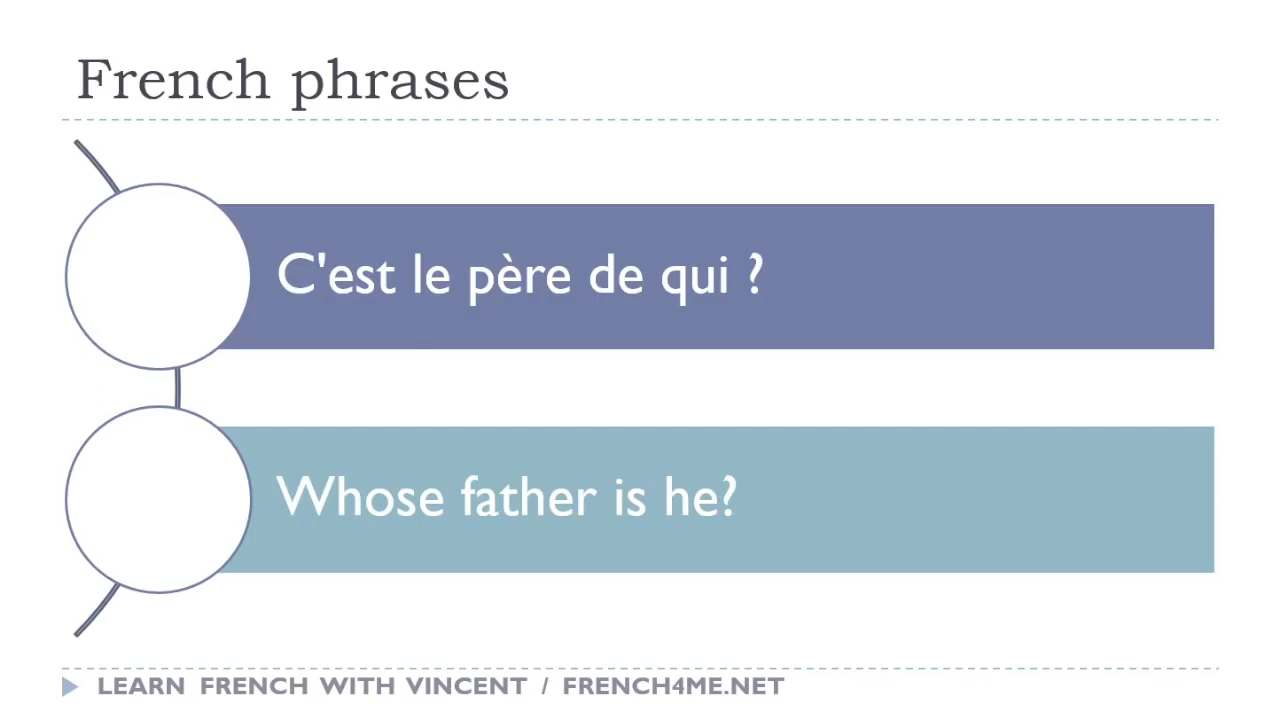 French phrases
C'est le père de qui ?
Whose father is he?
LEARN FRENCH WITH VINCENT / FRENCH4ME.NET